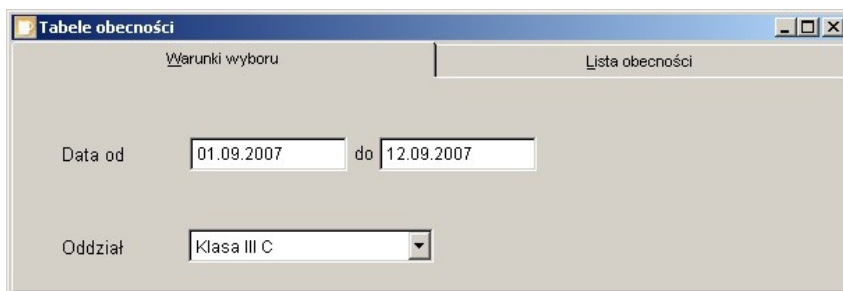 Tabele obecności
Warunki wyboru Lista obecności
Data od 01.09.2007 do 12.09.2007
Oddział Klasa III C